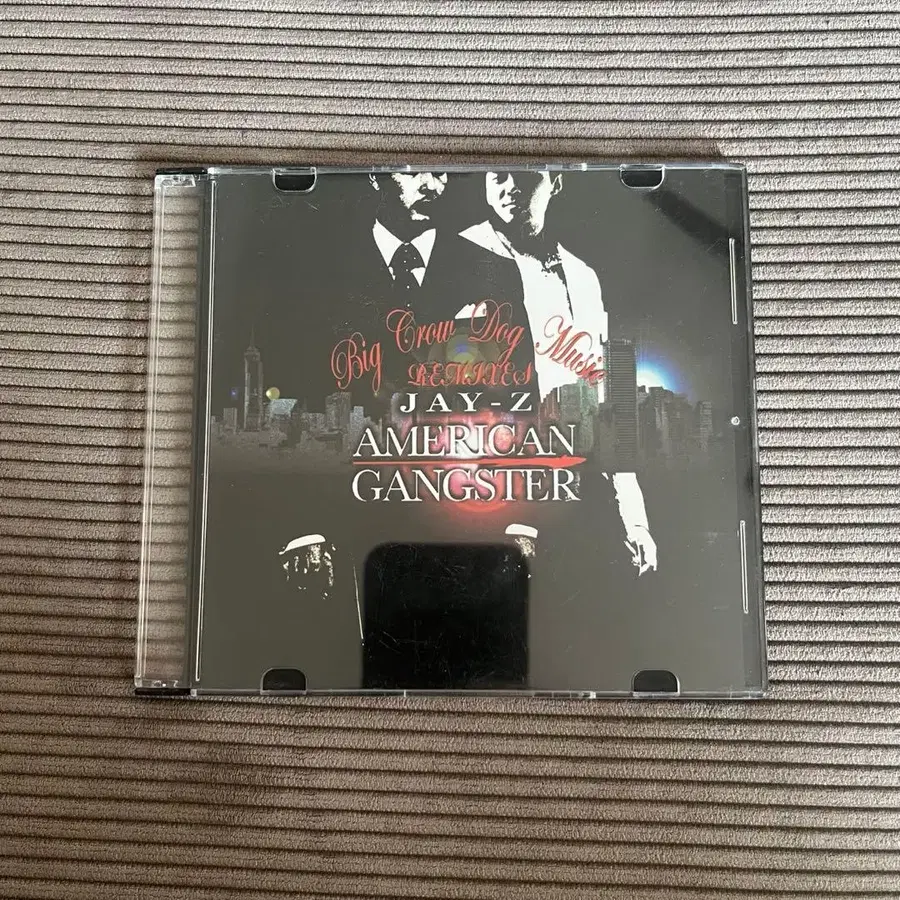 Big Crow Dog Music
REMIXES
JAY-Z
AMERICAN
GANGSTER